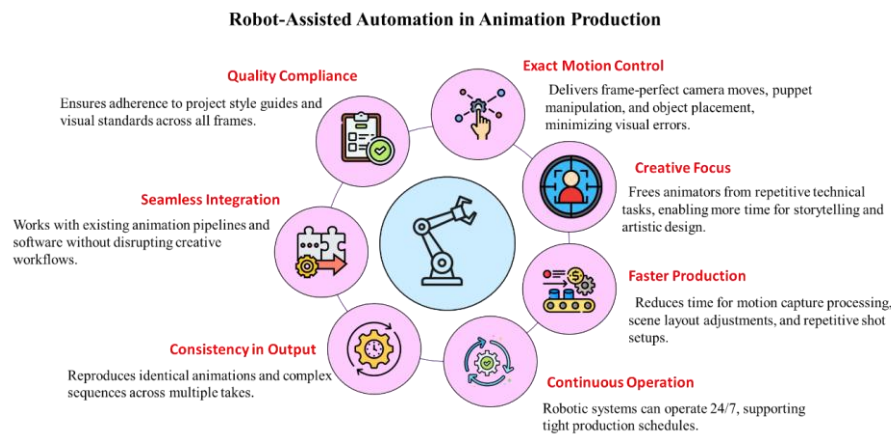 Robot-Assisted Automation in Animation Production
Exact Motion Control
Delivers frame-perfect camera moves, puppet
manipulation, and object placement,
minimizing visual errors.
Creative Focus
Frees animators from repetitive technical
tasks, enabling more time for storytelling and
artistic design.
Faster Production
Reduces time for motion capture processing,
scene layout adjustments, and repetitive shot
setups.
Continuous Operation
Robotic systems can operate 24/7, supporting
tight production schedules.
Consistency in Output
Reproduces identical animations and complex
sequences across multiple takes.
Seamless Integration
Works with existing animation pipelines and
software without disrupting creative
workflows.
Quality Compliance
Ensures adherence to project style guides and
visual standards across all frames.